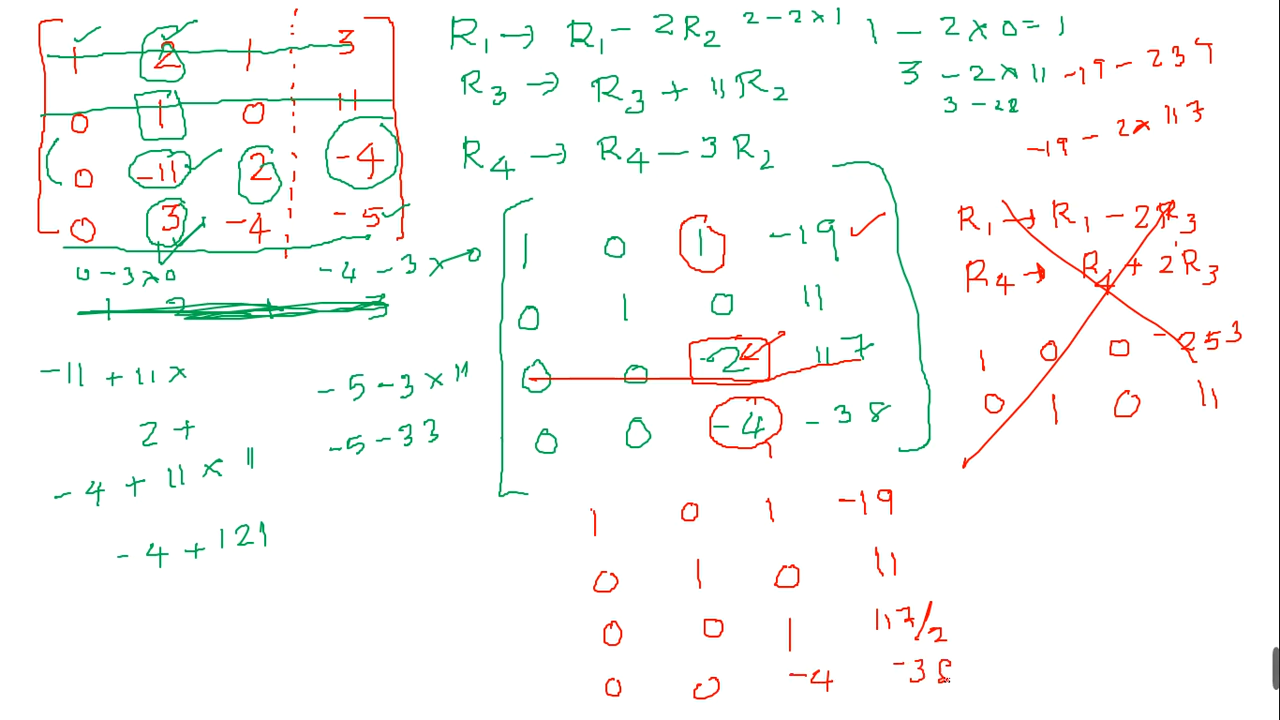 1 2 1 3
0 1 0 11
0 -11 2 -4
0 3 -4 -5
0 - 3 x 0
-4 - 3 x 0
1 2 1 3
-11 + 11 x
2 +
-4 + 11 x 11
-4 + 121
-5 - 3 x 11
-5 - 33
R1 → R1 - 2R2
2 - 2 x 1
1 - 2 x 0 = 1
R3 → R3 + 11R2
3 - 2 x 11
3 - 22
-19 - 234
R4 → R4 - 3R2
-19 - 2 x 117
1 0 1 -19
0 1 0 11
0 0 -2 117
0 0 -4 -38
R1 → R1 - 2R3
R4 → R4 + 2R3
1 0 0 -253
0 1 0 11
1 0 1 -19
0 1 0 11
0 0 1 117/2
0 0 -4 -38